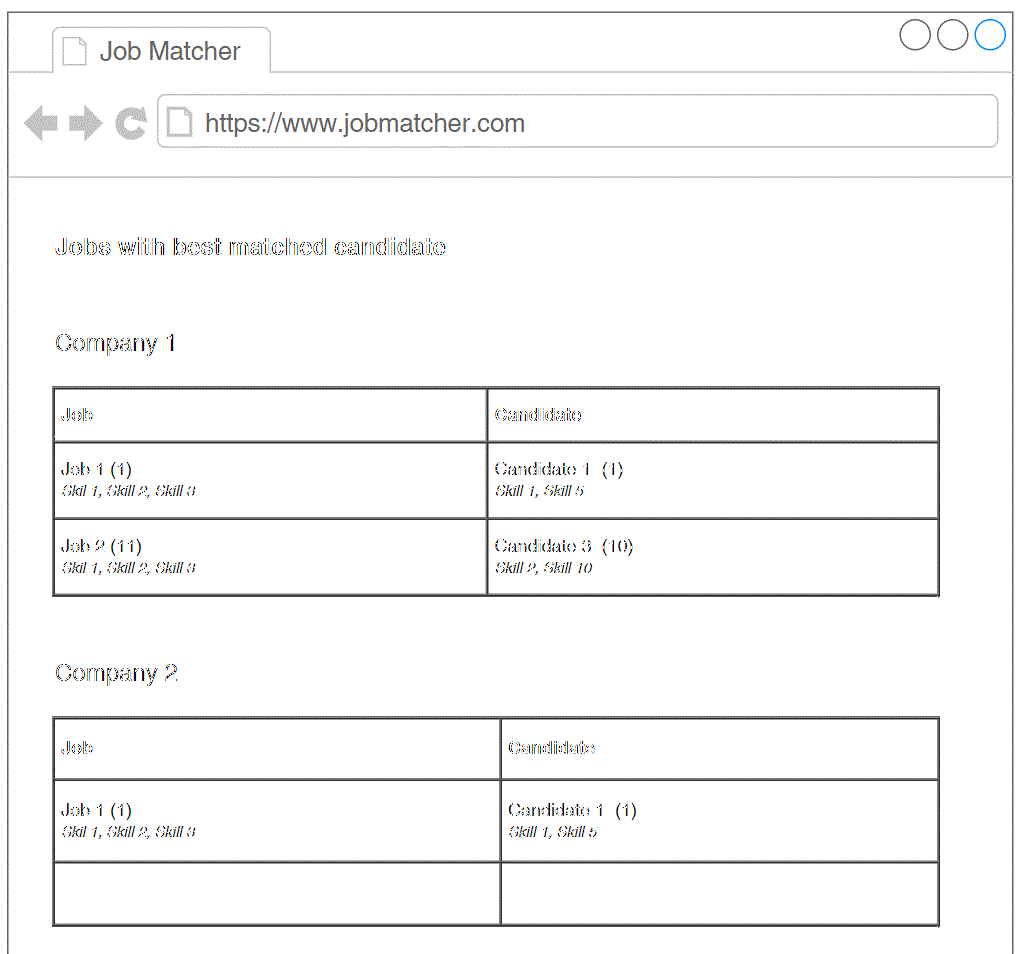 Job Matcher
https://www.jobmatcher.com
Jobs with best matched candidate
Company 1
Job
Candidate
Job 1 (1)
Skil 1, Skill 2, Skill 3
Candidate 1 (1)
Skill 1, Skill 5
Job 2 (11)
Skil 1, Skill 2, Skill 3
Candidate 3 (10)
Skill 2, Skill 10
Company 2
Job
Candidate
Job 1 (1)
Skil 1, Skill 2, Skill 3
Candidate 1 (1)
Skill 1, Skill 5